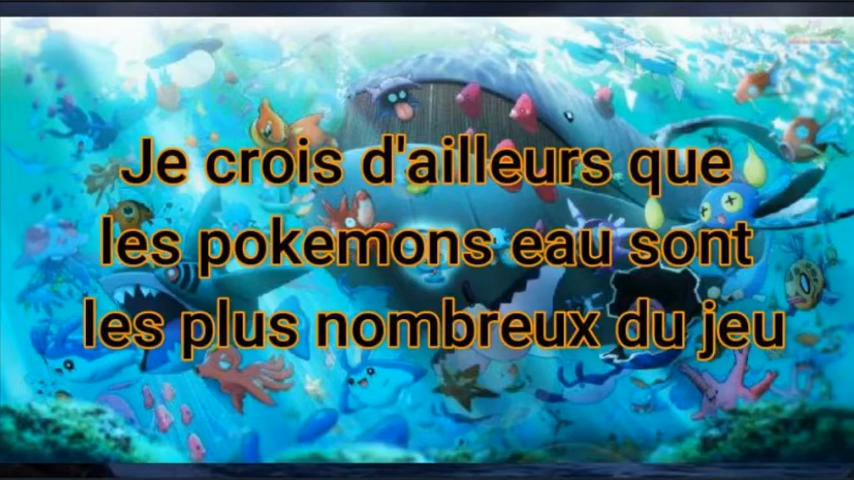 Je crois d'ailleurs que
les pokemons eau sont
les plus nombreux du jeu